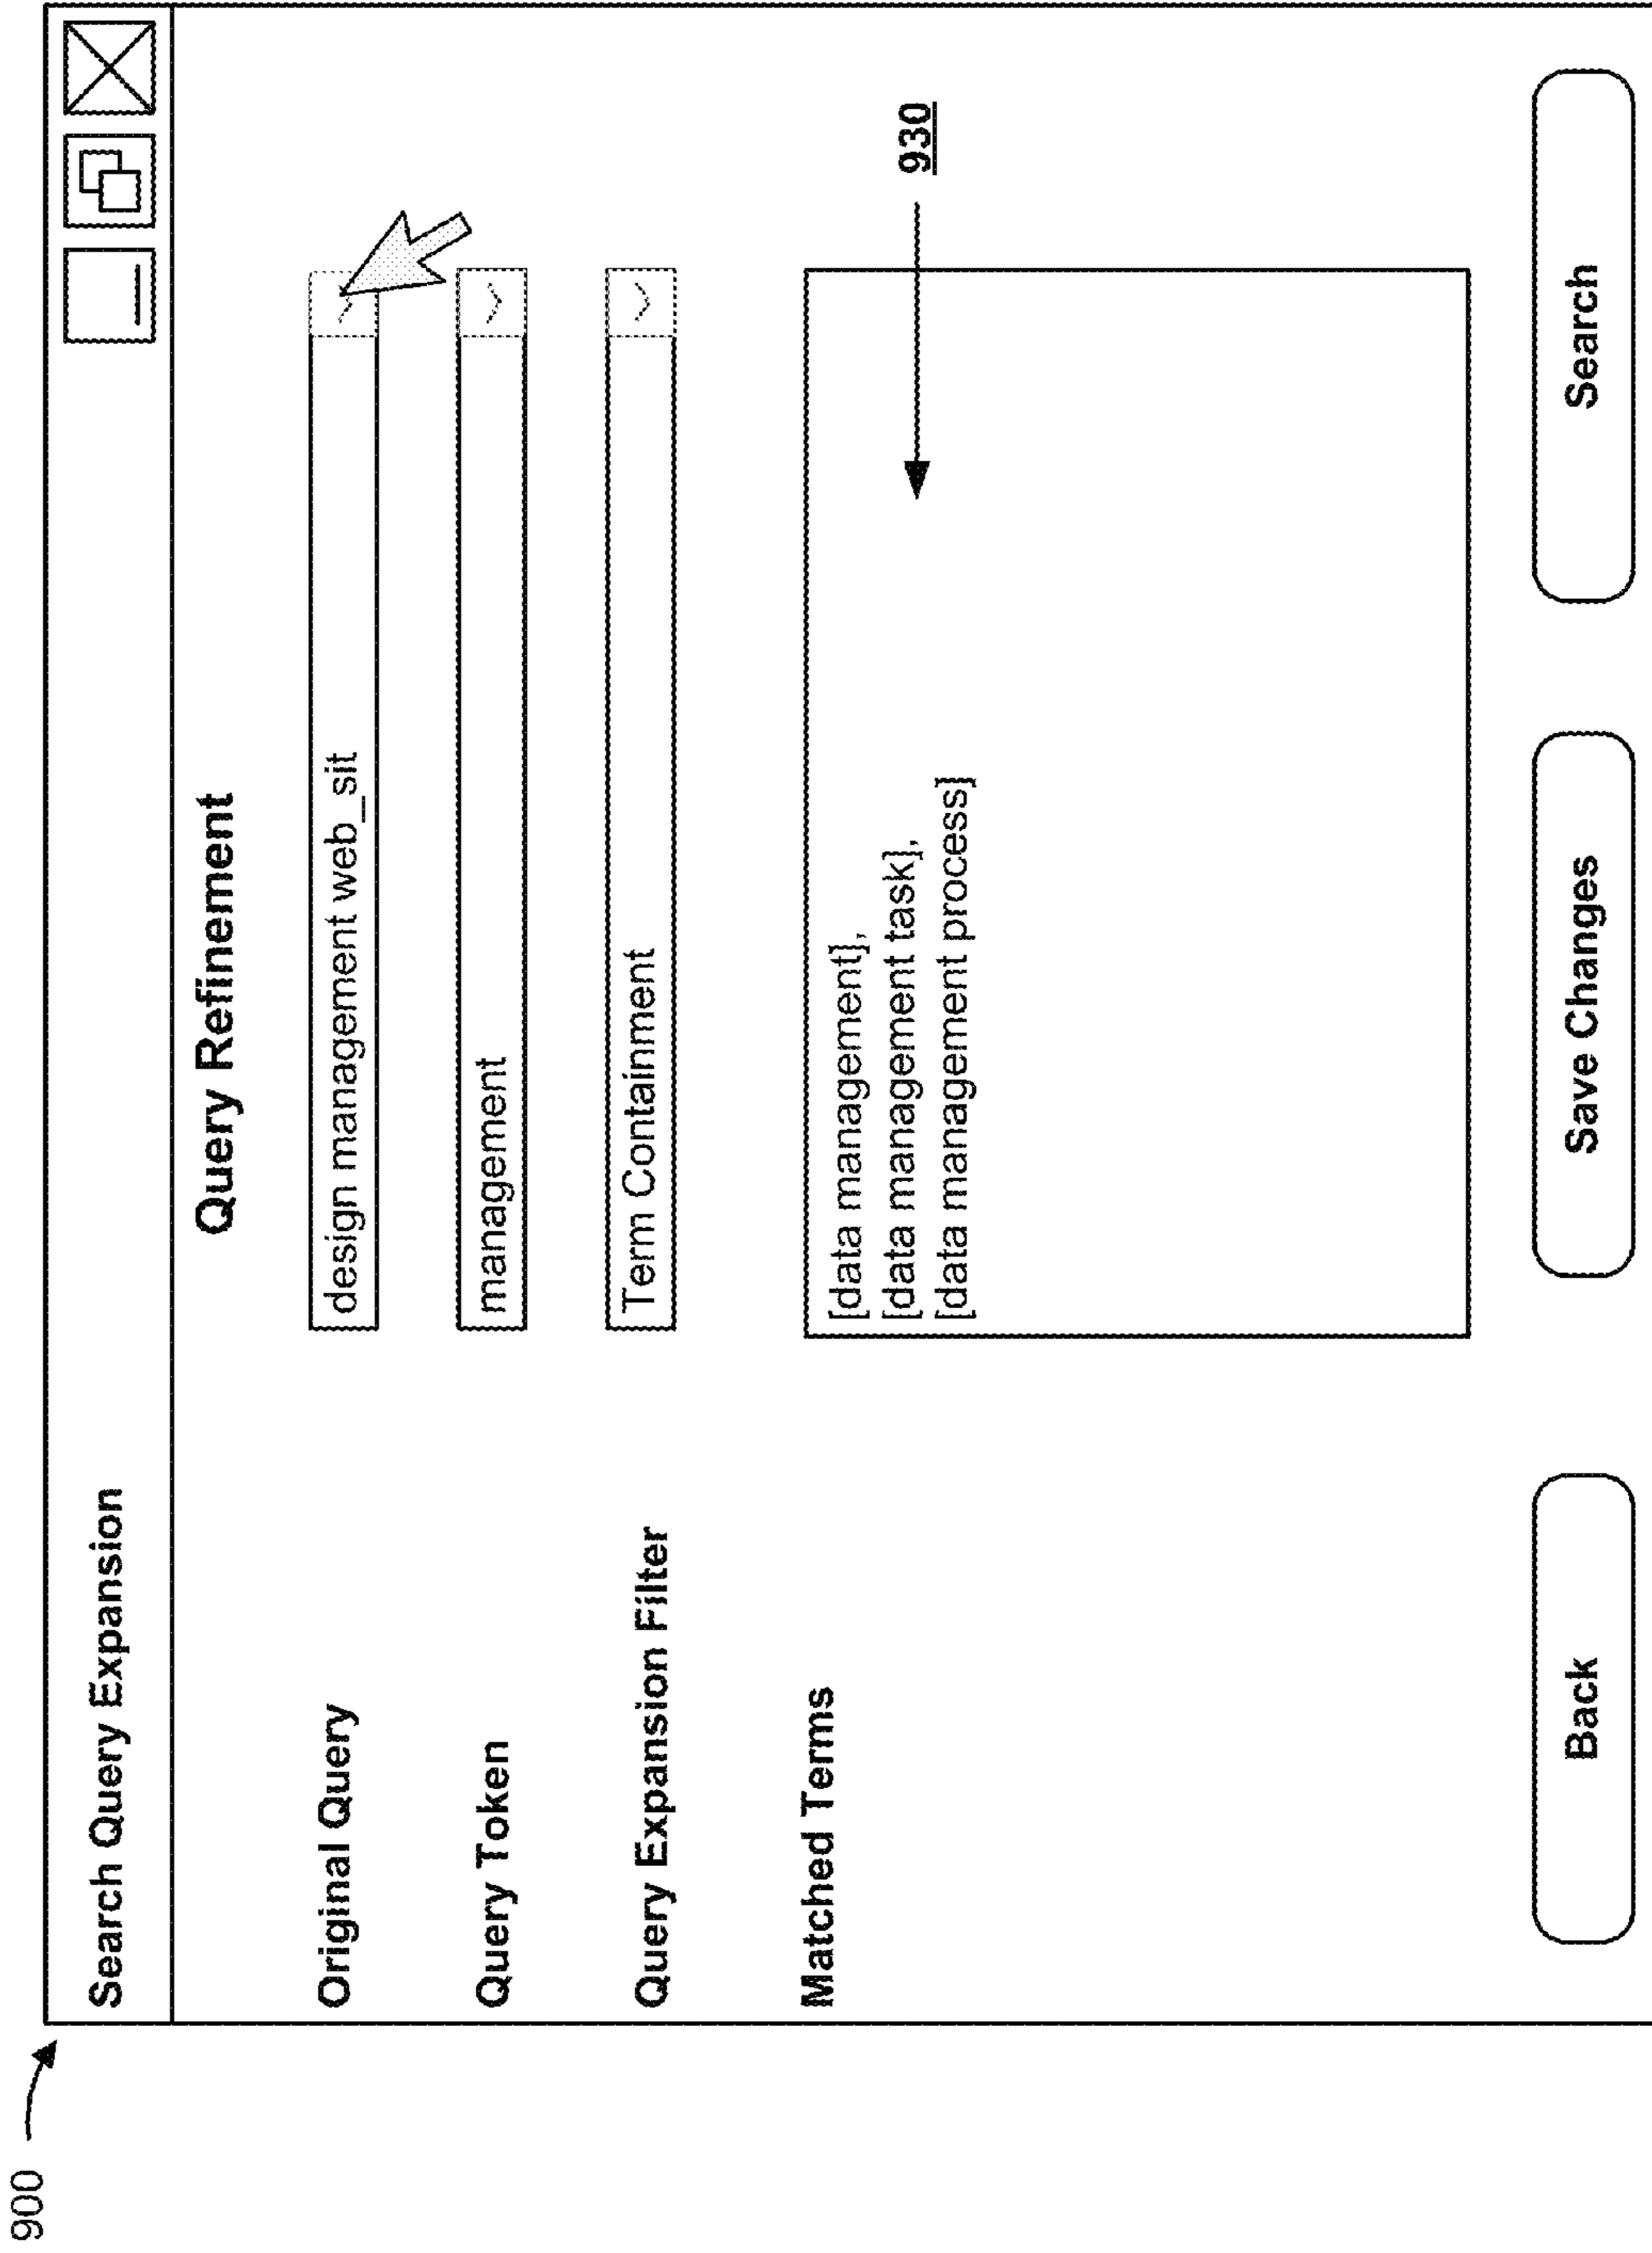 900
Search Query Expansion
Query Refinement
Original Query
design management web_sit
Query Token
management
Query Expansion Filter
Term Containment
Matched Terms
[data management],
[data management task],
[data management process]
930
Back
Save Changes
Search